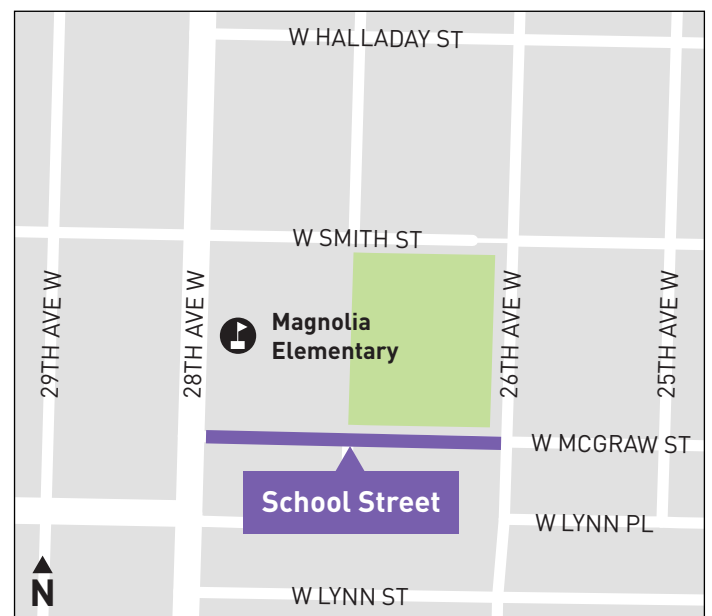 W HALLADAY ST
W SMITH ST
29TH AVE W
28TH AVE W
Magnolia
Elementary
26TH AVE W
25TH AVE W
W MCGRAW ST
School Street
W LYNN PL
N
W LYNN ST